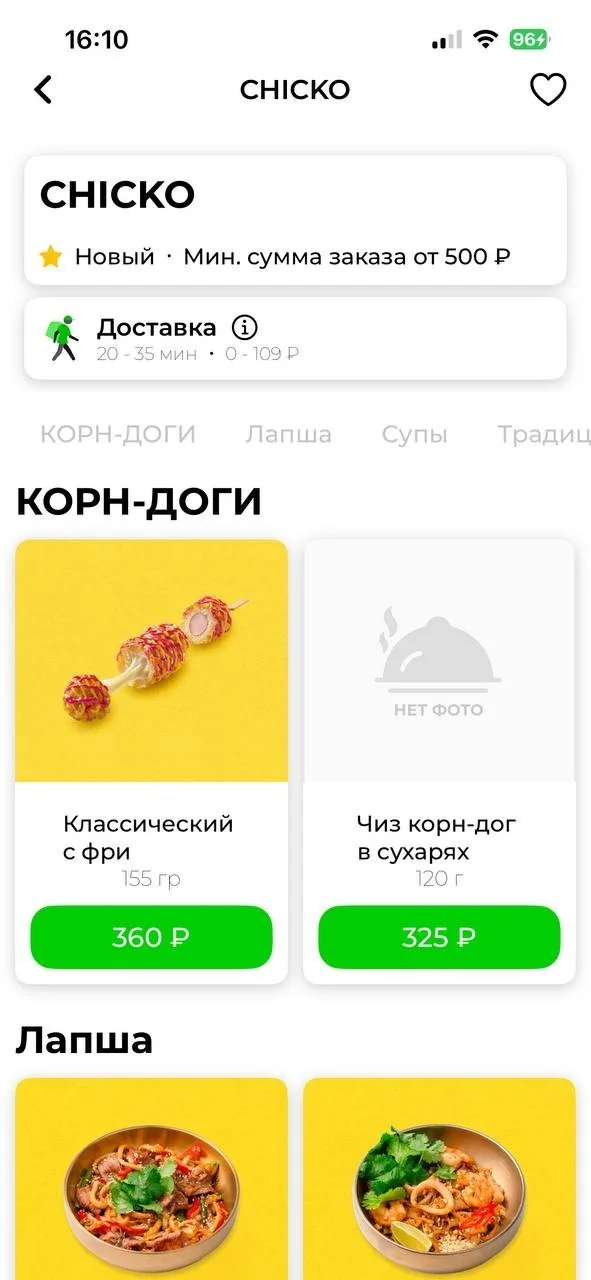 16:10
96
CHICKO
CHICKO
Новый · Мин. сумма заказа от 500 ₽
Доставка
20 - 35 мин • 0 - 109 ₽
КОРН-ДОГИ Лапша Супы Традиц
КОРН-ДОГИ
НЕТ ФОТО
Классический
с фри
155 гр
360 ₽
Чиз корн-дог
в сухарях
120 г
325 ₽
Лапша